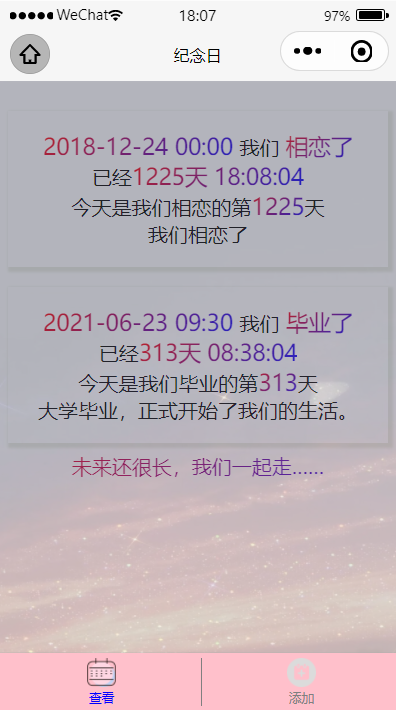 WeChat 18:07 97%
纪念日
2018-12-24 00:00 我们 相恋了
已经1225天 18:08:04
今天是我们相恋的第1225天
我们相恋了
2021-06-23 09:30 我们 毕业了
已经313天 08:38:04
今天是我们毕业的第313天
大学毕业，正式开始了我们的生活。
未来还很长，我们一起走......
查看 添加